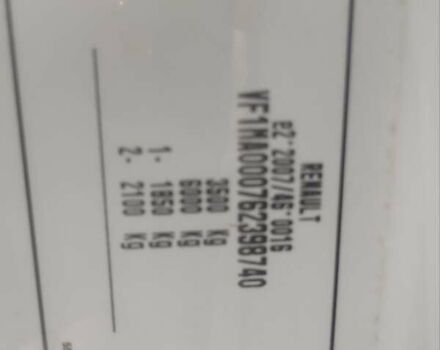 RENAULT
e2*2007/46*0016
VF1MA000762398740
3500 kg
6000 kg
1- 1850 kg
2- 2100 kg